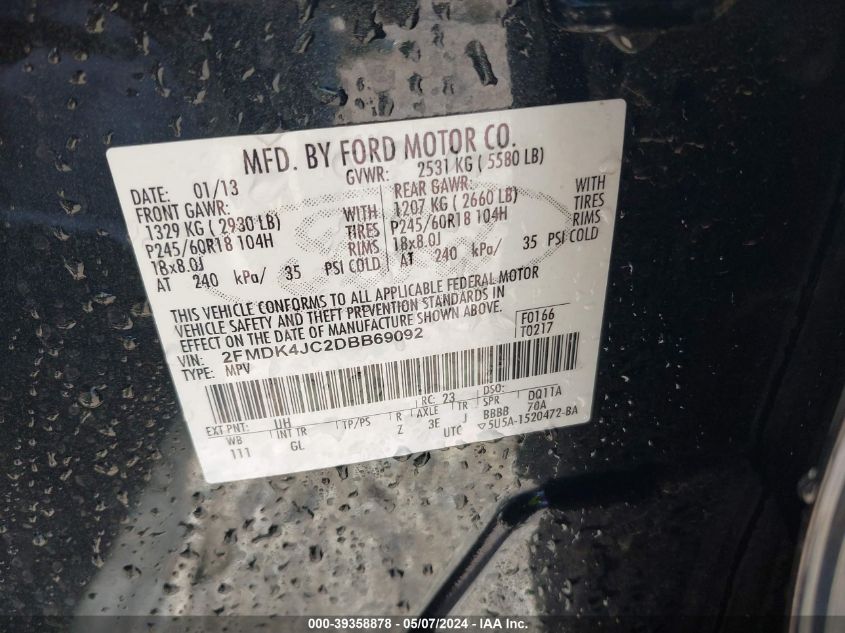 MFD. BY FORD MOTOR CO.
DATE: 01/13 GVWR: 2531 KG ( 5580 LB)
FRONT GAWR: REAR GAWR: WITH
1329 KG ( 2930 LB) WITH 1207 KG ( 2660 LB) TIRES
P245/60R18 104H TIRES P245/60R18 104H RIMS
18x8.0J RIMS 18x8.0J
AT 240 kPa/ 35 PSI COLD AT 240 kPa/ 35 PSI COLD
THIS VEHICLE CONFORMS TO ALL APPLICABLE FEDERAL MOTOR
VEHICLE SAFETY AND THEFT PREVENTION STANDARDS IN
EFFECT ON THE DATE OF MANUFACTURE SHOWN ABOVE.
VIN: 2FMDK4JC2DBB69092 F0166
TYPE: MPV T0217
EXT PNT: UH RC: 23 DSO:
WB INT TR TP/PS R AXLE TR SPR DQ11A
111 GL Z 3E J BBBB 70A
UTC ▽5U5A-1520472-BA
000-39358878 - 05/07/2024 - IAA Inc.